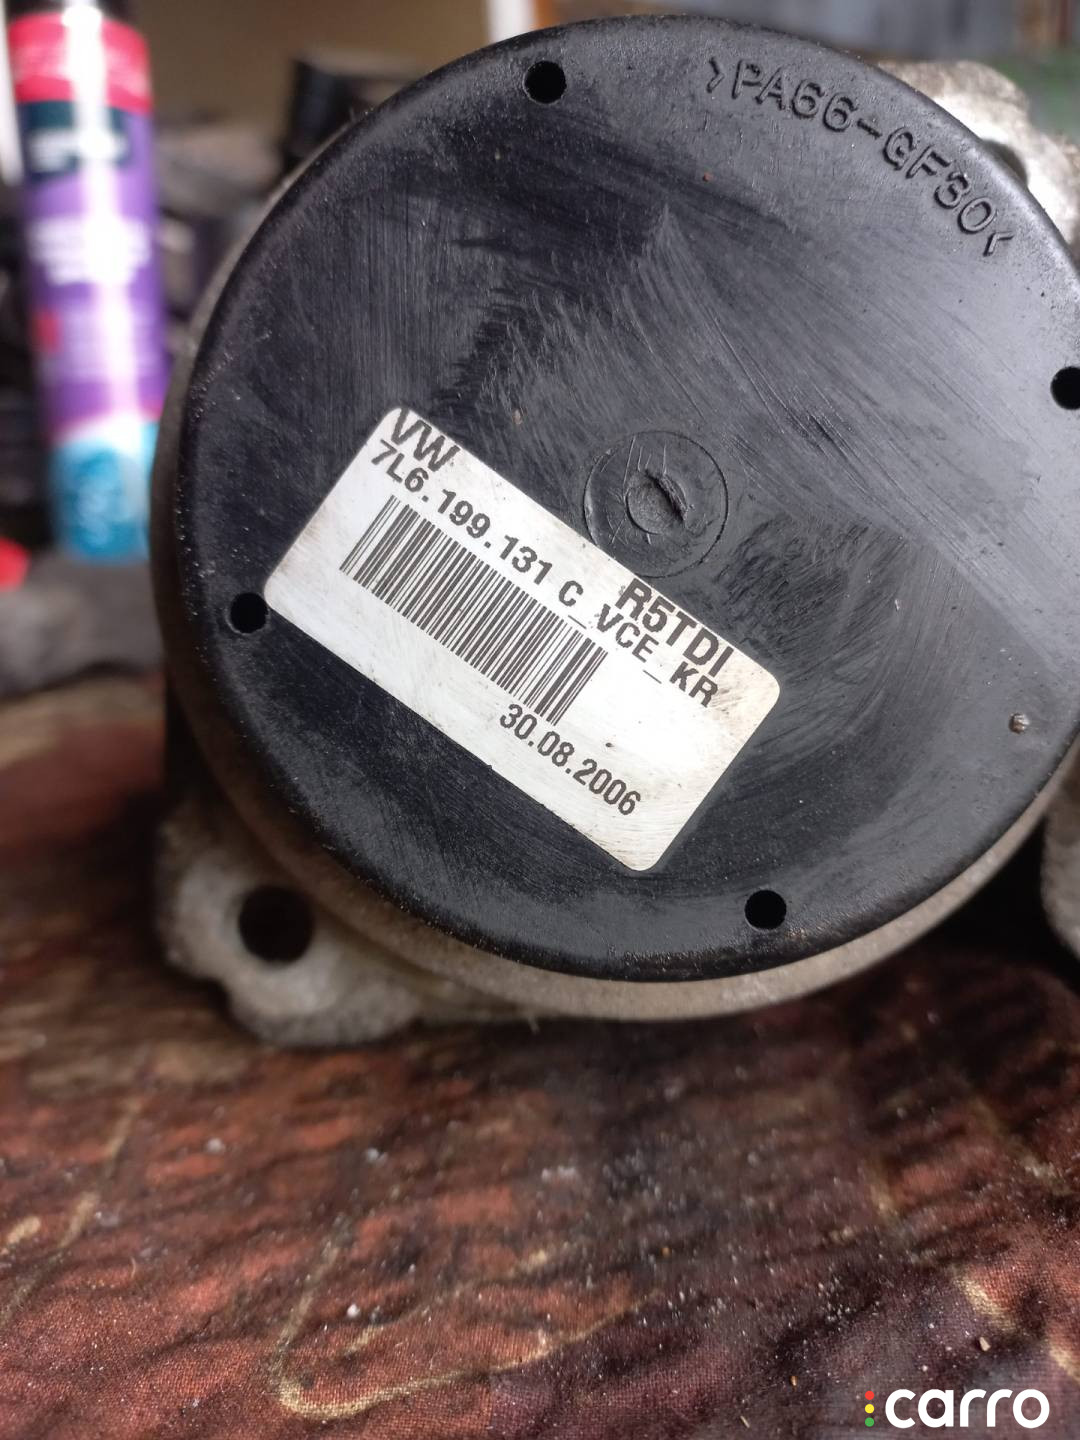 >PA66-GF30<
VW
7L6.199.131 C_VCE_KR
R5TDI
30.08.2006
carro